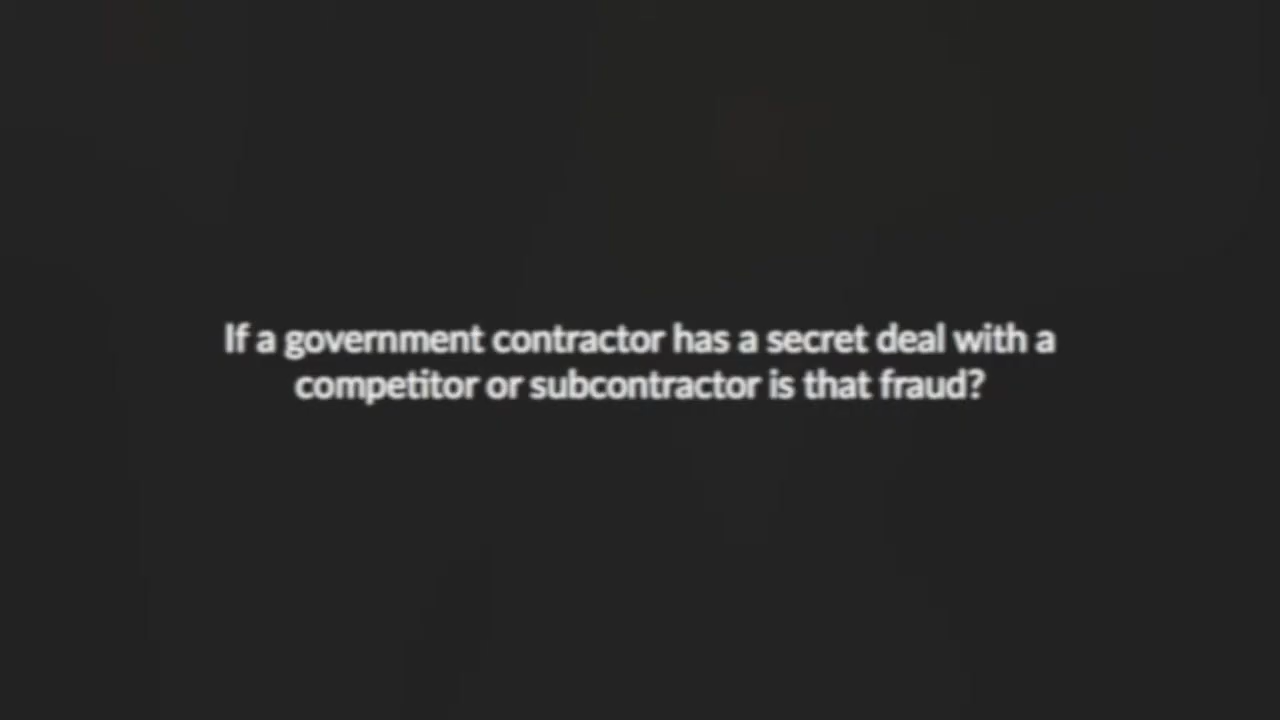 If a government contractor has a secret deal with a
competitor or subcontractor is that fraud?